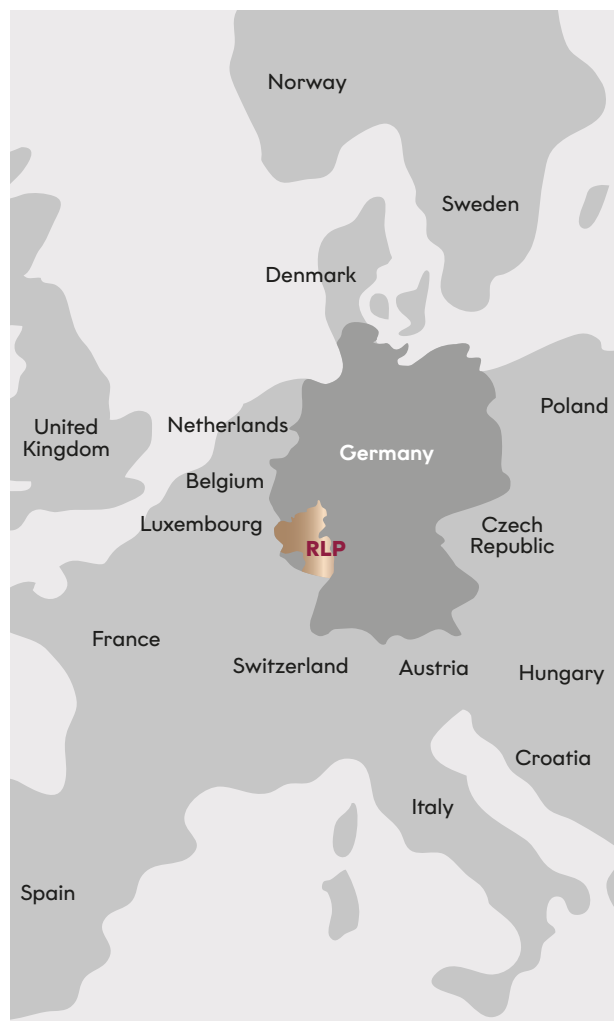 Norway
Sweden
Denmark
Poland
United
Kingdom
Netherlands
Germany
Belgium
Luxembourg
Czech
Republic
RLP
France
Switzerland
Austria
Hungary
Croatia
Italy
Spain